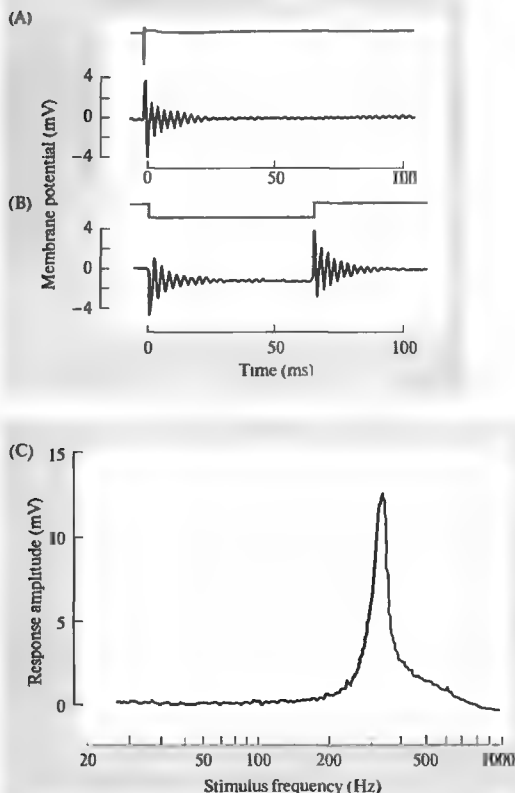 (A)
4
0
−4
0 50 100
(B)
Membrane potential (mV)
4
0
−4
0 50 100
Time (ms)
(C)
15
10
5
0
Response amplitude (mV)
20 50 100 200 500 1000
Stimulus frequency (Hz)